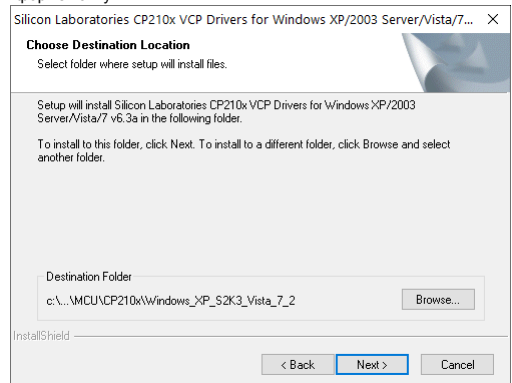 Silicon Laboratories CP210x VCP Drivers for Windows XP/2003 Server/Vista/7...
Choose Destination Location
Select folder where setup will install files.
Setup will install Silicon Laboratories CP210x VCP Drivers for Windows XP/2003
Server/Vista/7 v6.3a in the following folder.
To install to this folder, click Next. To install to a different folder, click Browse and select
another folder.
Destination Folder
c:\...\MCU\CP210x\Windows_XP_S2K3_Vista_7_2
Browse...
InstallShield
< Back
Next >
Cancel